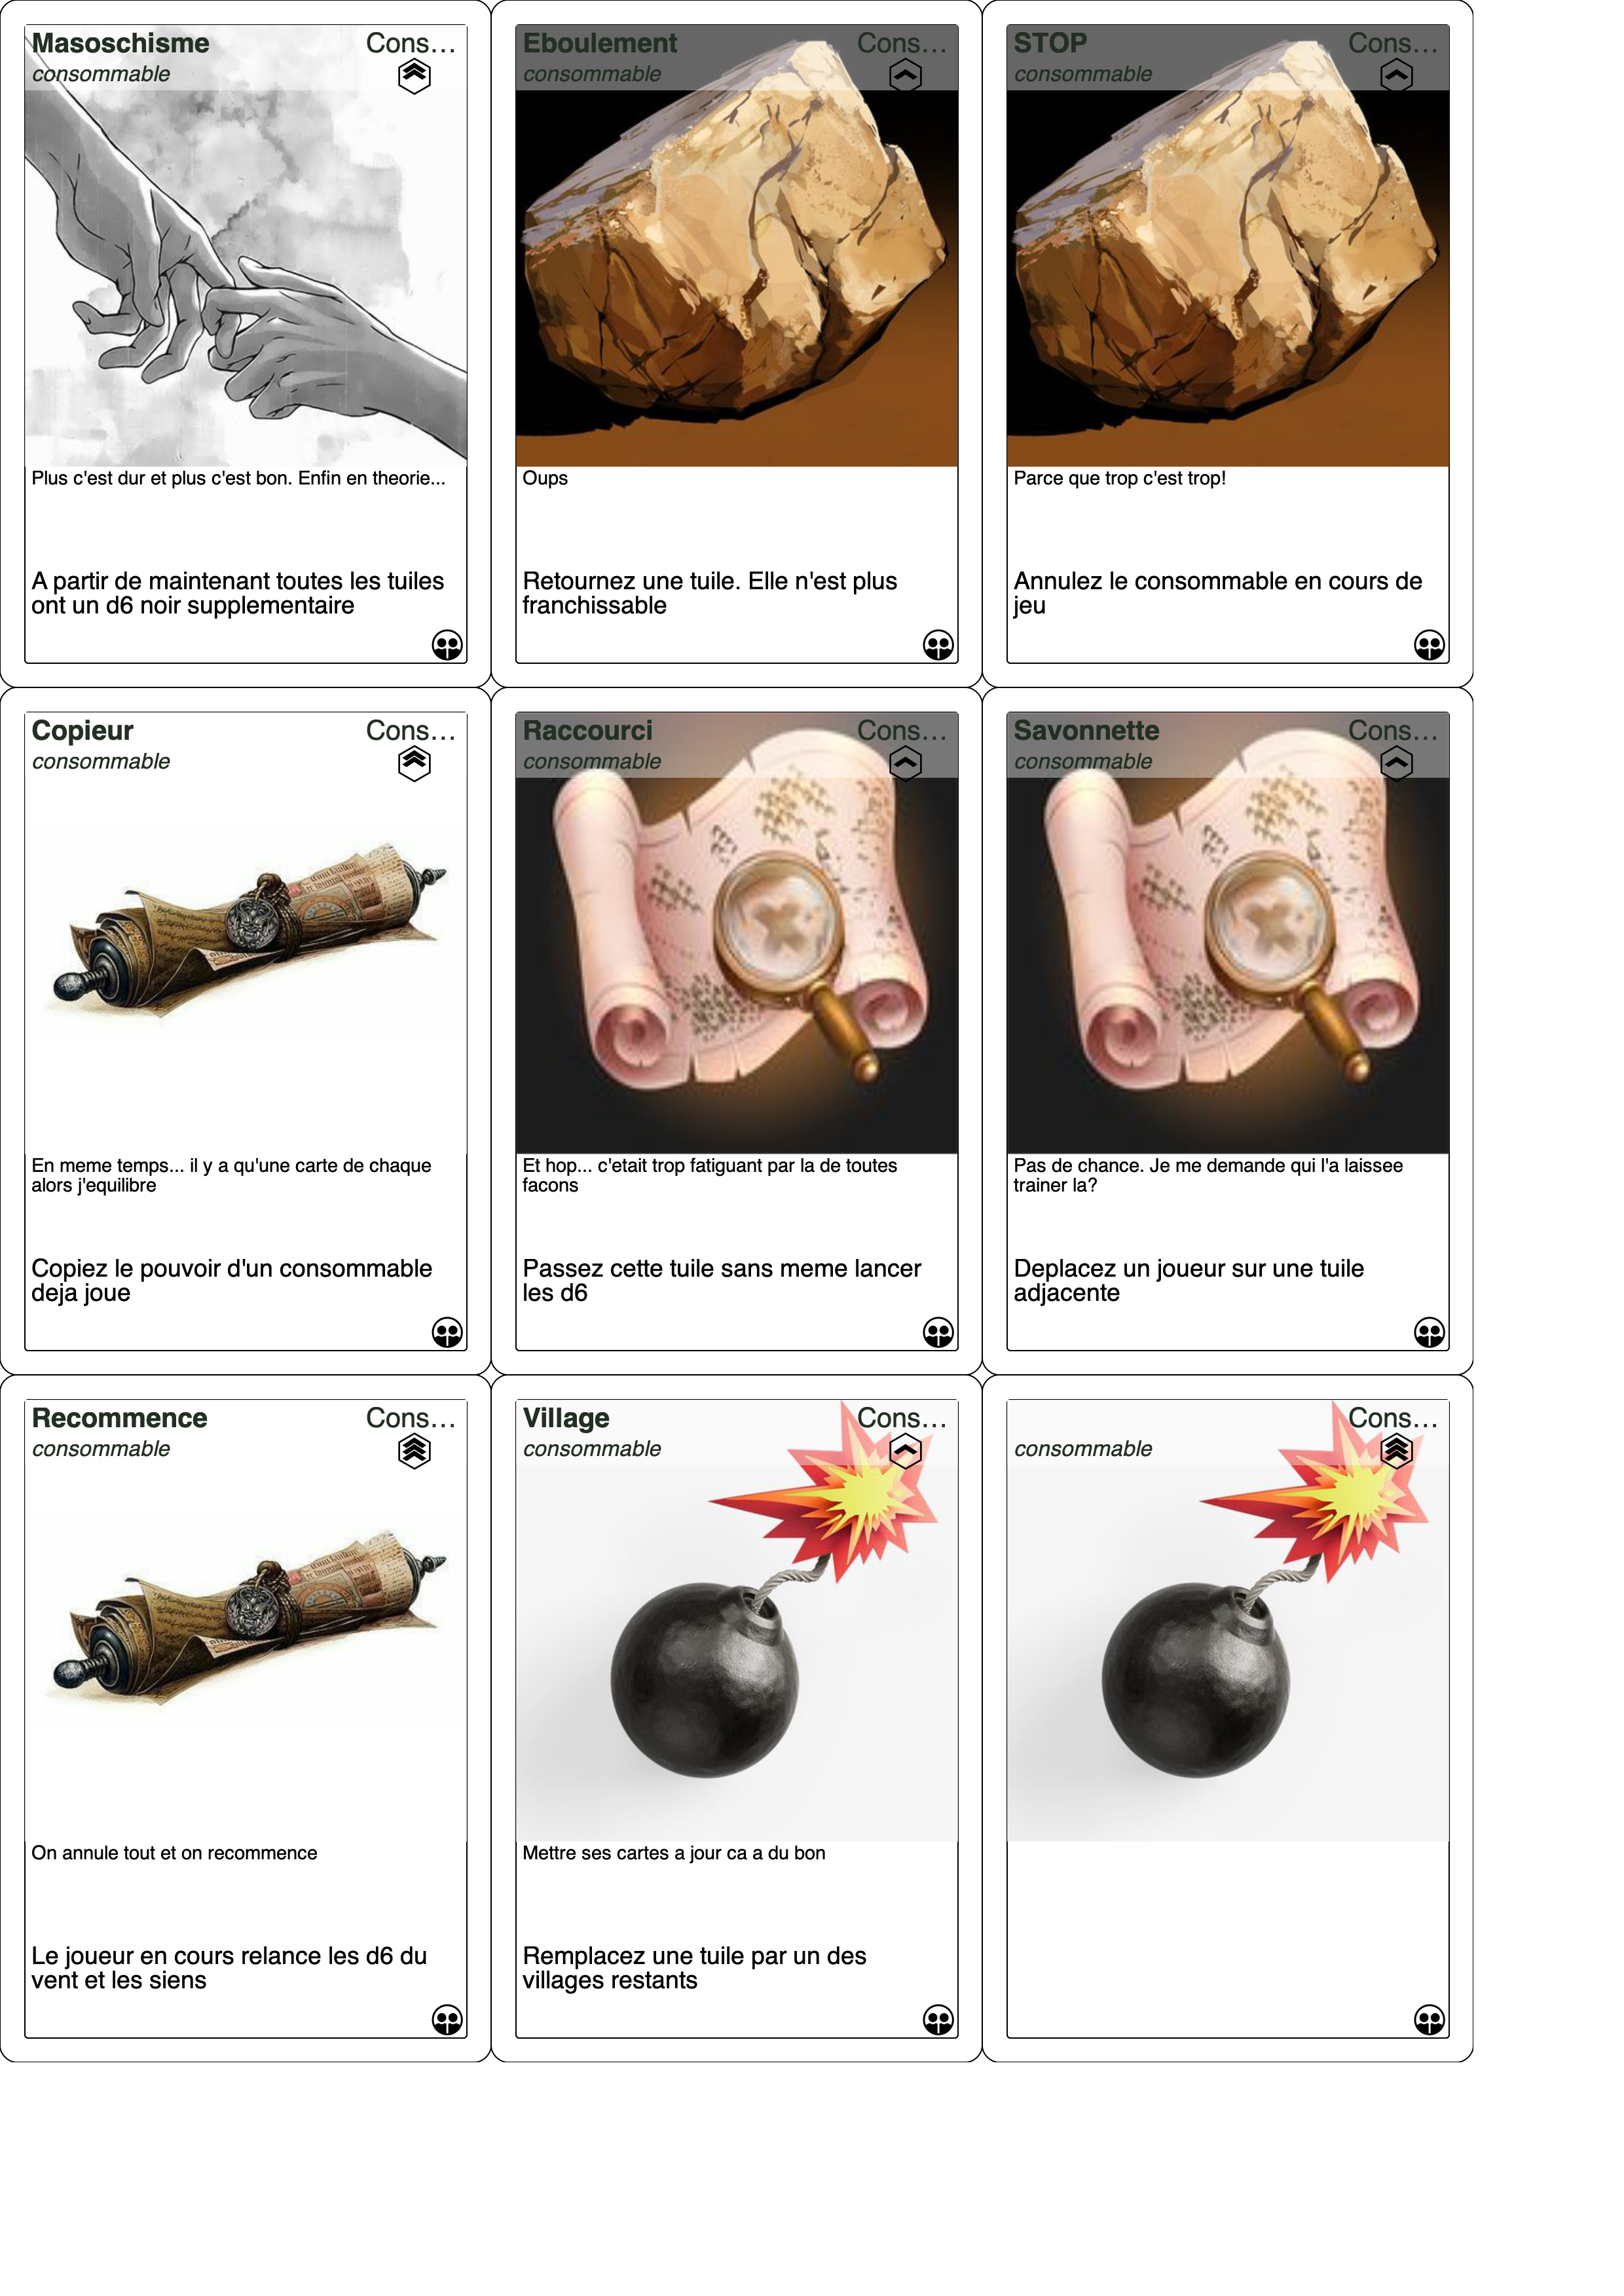 Masoschisme Cons…
consommable
Plus c'est dur et plus c'est bon. Enfin en theorie...
A partir de maintenant toutes les tuiles
ont un d6 noir supplementaire
Eboulement Cons…
consommable
Oups
Retournez une tuile. Elle n'est plus
franchissable
STOP Cons…
consommable
Parce que trop c'est trop!
Annulez le consommable en cours de
jeu
Copieur Cons…
consommable
En meme temps... il y a qu'une carte de chaque
alors j'equilibre
Copiez le pouvoir d'un consommable
deja joue
Raccourci Cons…
consommable
Et hop... c'etait trop fatiguant par la de toutes
facons
Passez cette tuile sans meme lancer
les d6
Savonnette Cons…
consommable
Pas de chance. Je me demande qui l'a laissee
trainer la?
Deplacez un joueur sur une tuile
adjacente
Recommence Cons…
consommable
On annule tout et on recommence
Le joueur en cours relance les d6 du
vent et les siens
Village Cons…
consommable
Mettre ses cartes a jour ca a du bon
Remplacez une tuile par un des
villages restants
Cons…
consommable